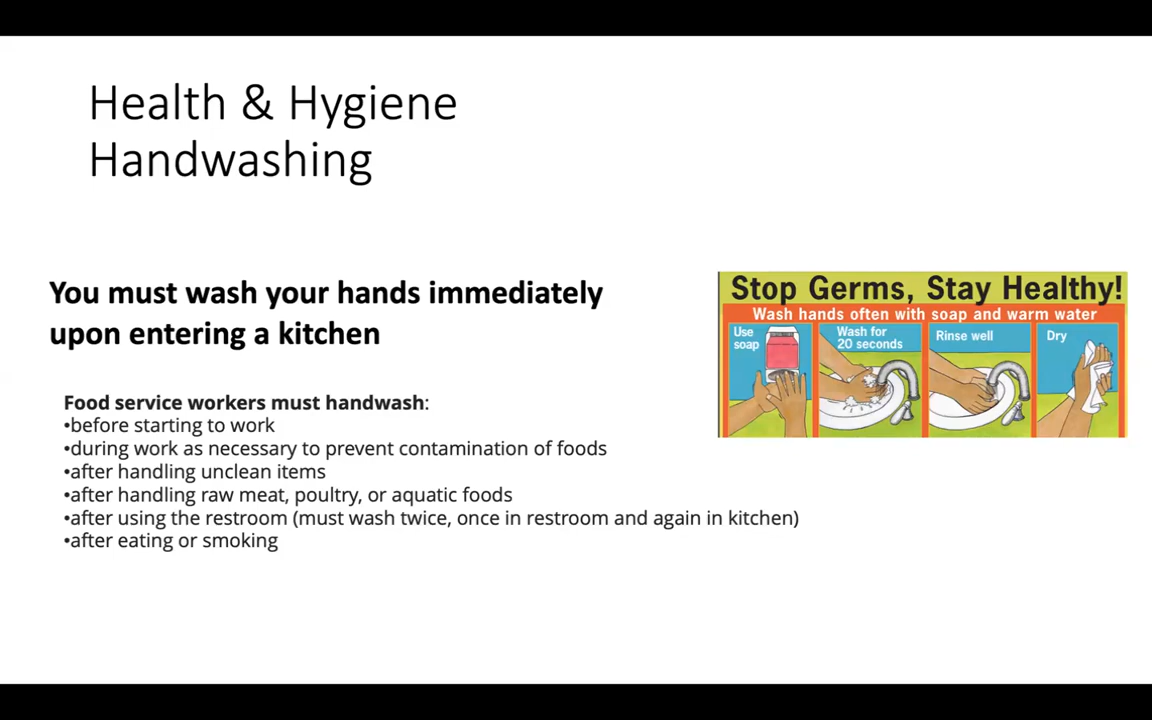 Health & Hygiene
Handwashing
You must wash your hands immediately
upon entering a kitchen
Food service workers must handwash:
•before starting to work
•during work as necessary to prevent contamination of foods
•after handling unclean items
•after handling raw meat, poultry, or aquatic foods
•after using the restroom (must wash twice, once in restroom and again in kitchen)
•after eating or smoking
Stop Germs, Stay Healthy!
Wash hands often with soap and warm water
Use
soap
Wash for
20 seconds
Rinse well
Dry